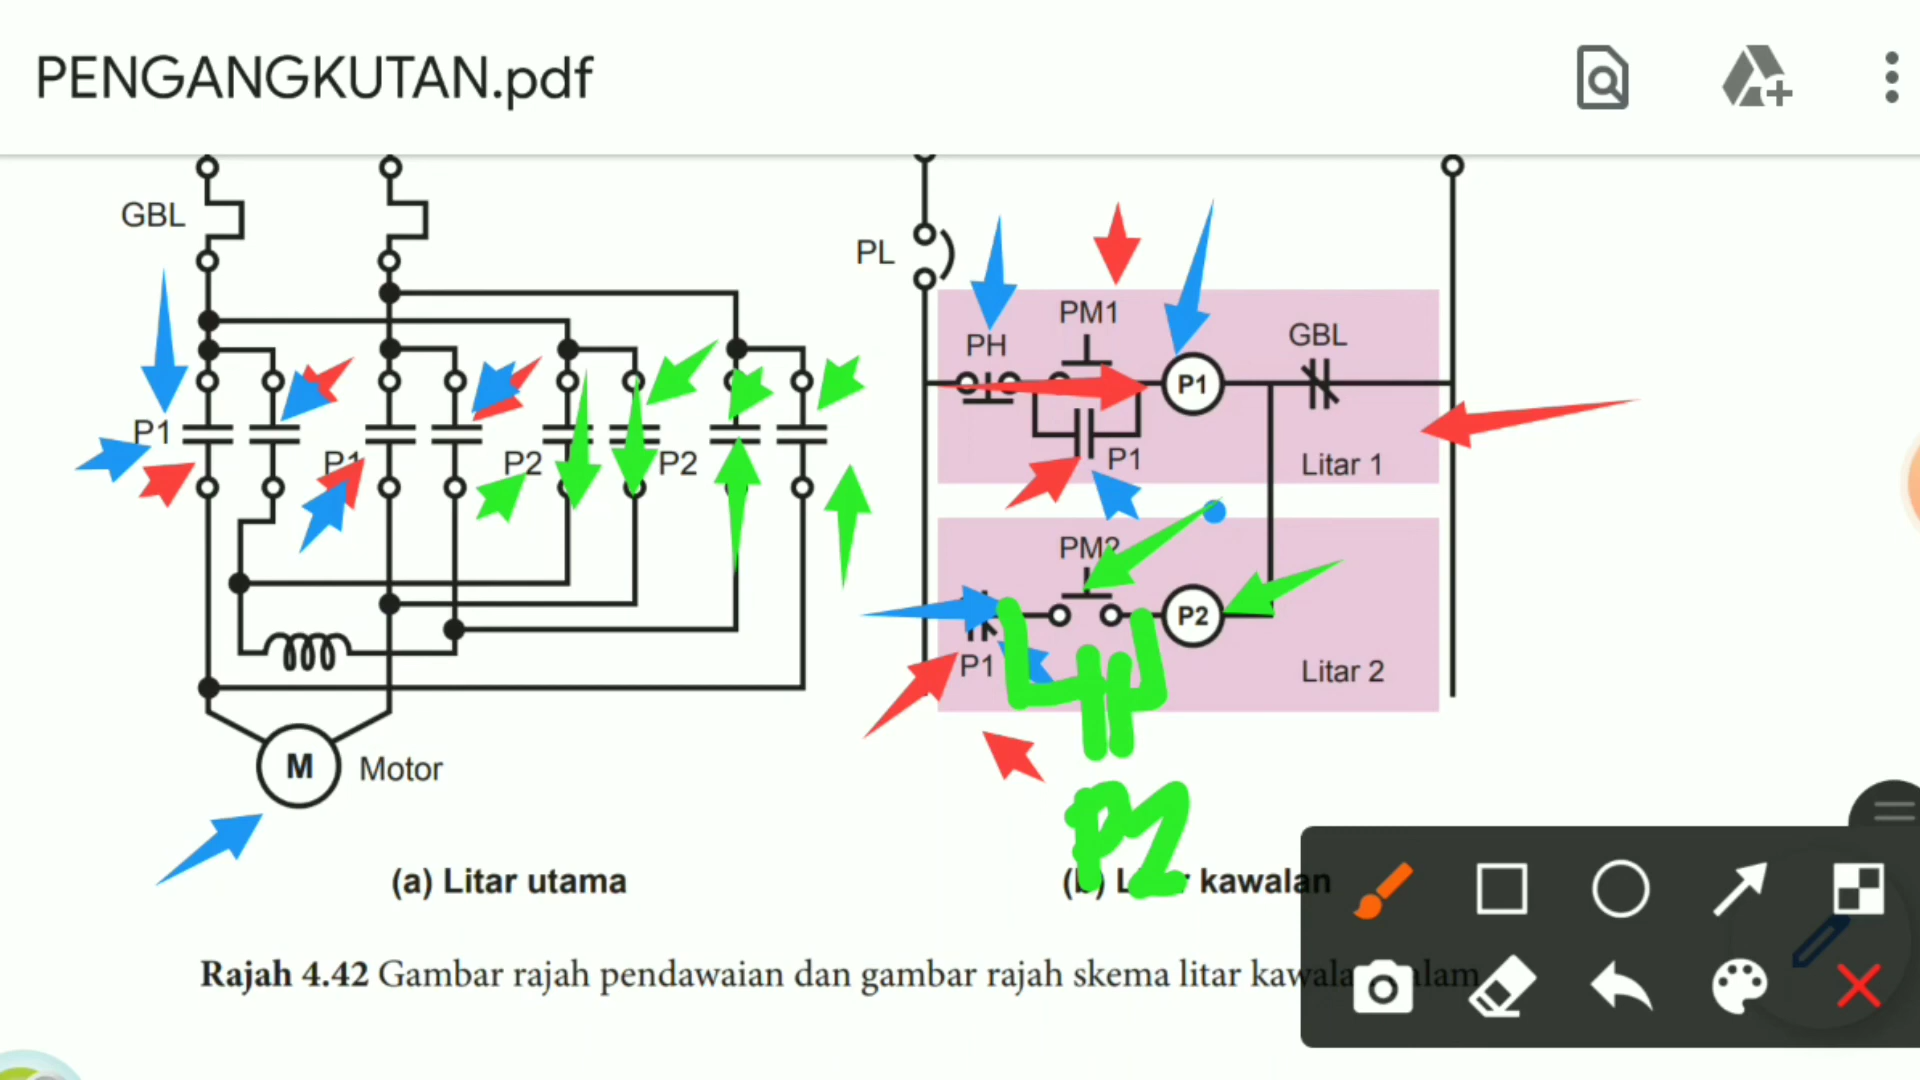 PENGANGKUTAN.pdf
GBL
P1
P1
P2
P2
M
Motor
(a) Litar utama
PL
PH
PM1
P1
GBL
P1
Litar 1
PM2
P2
P1
Litar 2
P2
kawalan
Rajah 4.42 Gambar rajah pendawaian dan gambar rajah skema litar